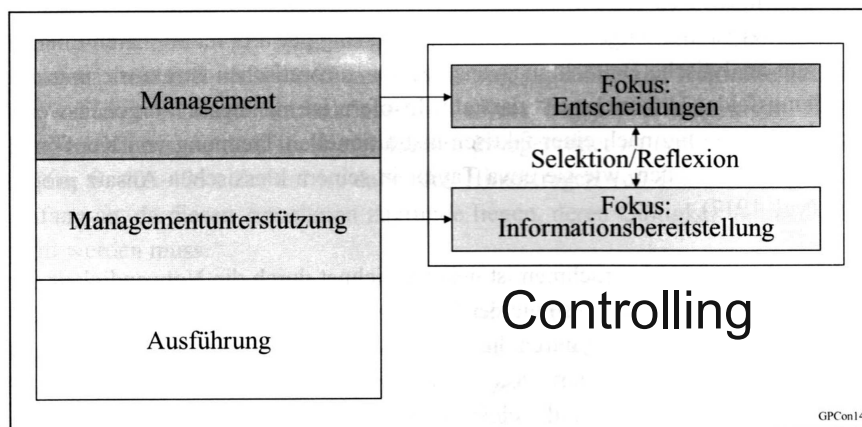 Management
Managementunterstützung
Ausführung
Fokus:
Entscheidungen
Selektion/Reflexion
Fokus:
Informationsbereitstellung
Controlling
GPCon14